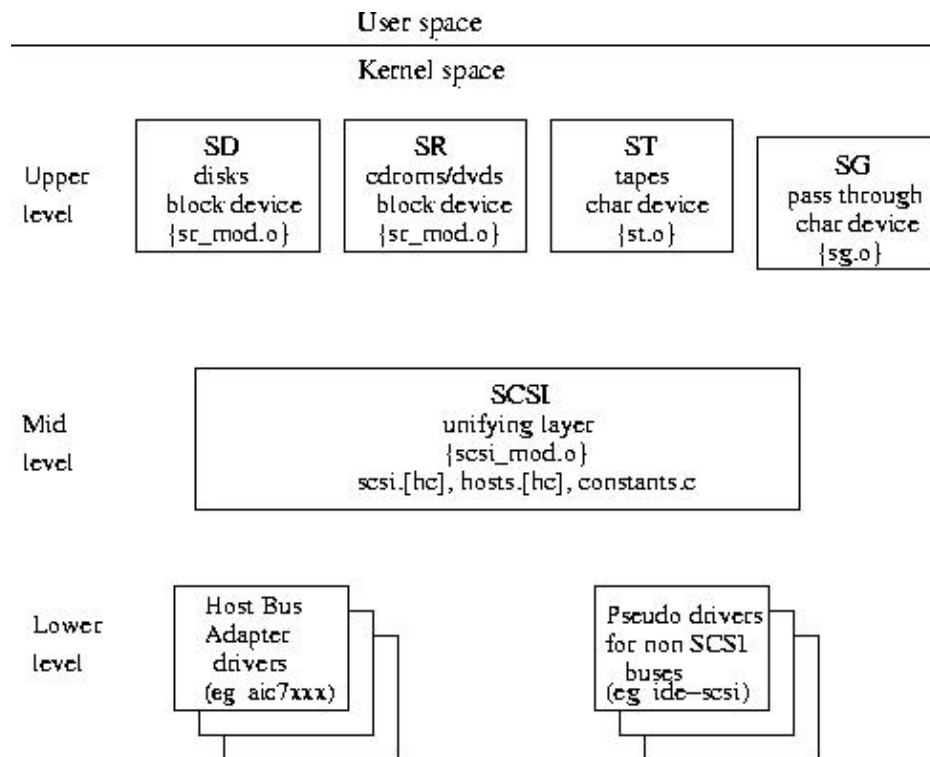 User space
Kernel space
Upper
level
SD
disks
block device
{sr_mod.o}
SR
cdroms/dvds
block device
{sr_mod.o}
ST
tapes
char device
{st.o}
SG
pass through
char device
{sg.o}
Mid
level
SCSI
unifying layer
{scsi_mod.o}
scsi.[hc], hosts.[hc], constants.c
Lower
level
Host Bus
Adapter
drivers
(eg aic7xxx)
Pseudo drivers
for non SCSI
buses
(eg ide-scsi)